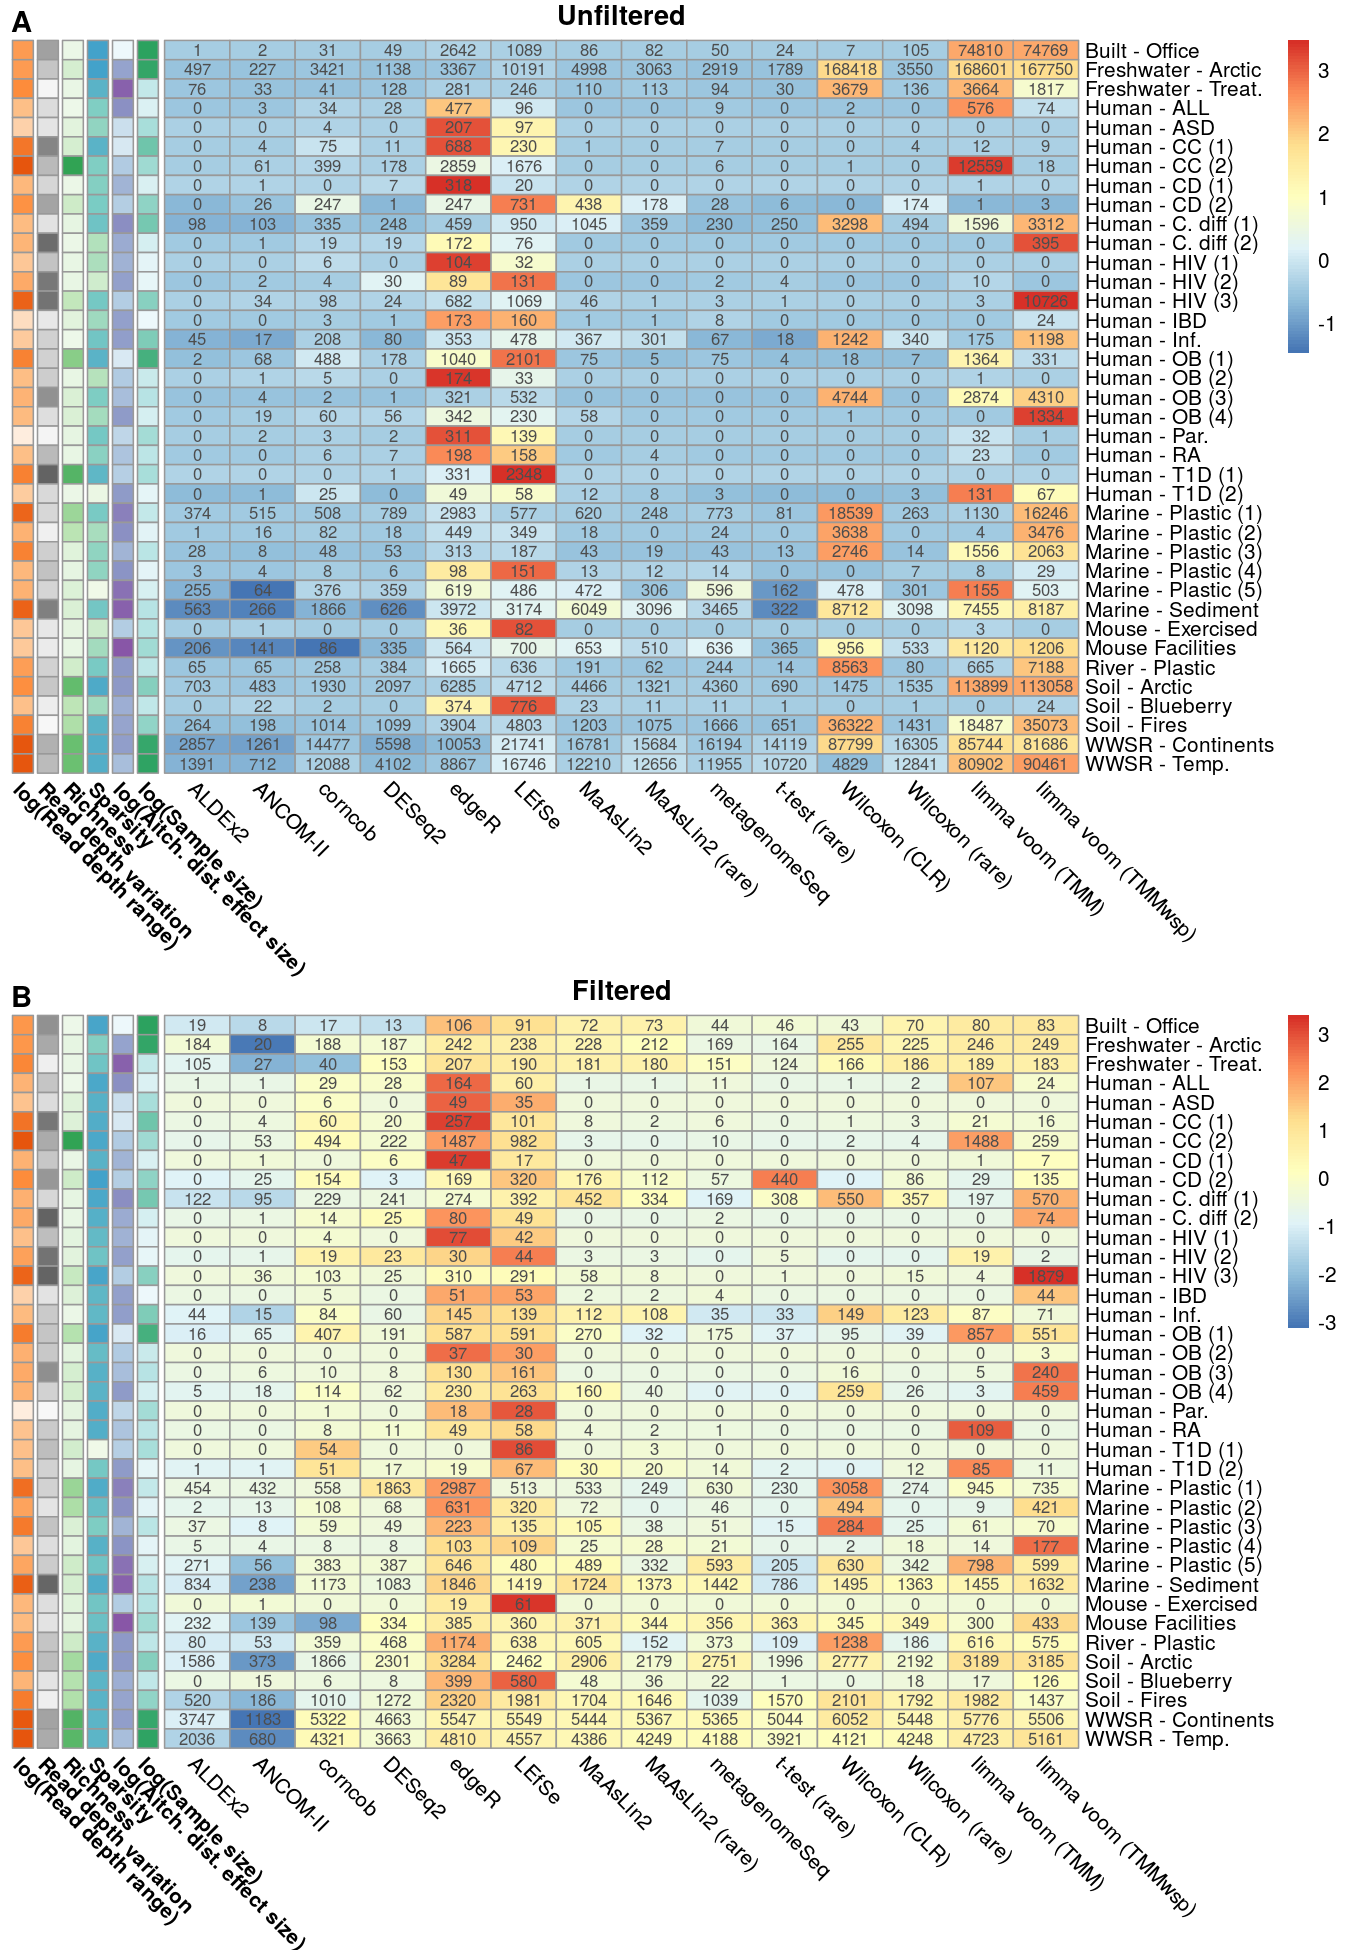 A
Unfiltered
1 2 31 49 2642 1089 86 82 50 24 7 105 74810 74769 Built - Office
497 227 3421 1138 3367 10191 4998 3063 2919 1789 168418 3550 168601 167750 Freshwater - Arctic
76 33 41 128 281 246 110 113 94 30 3679 136 3664 1817 Freshwater - Treat.
0 3 34 28 477 96 0 0 9 0 2 0 576 74 Human - ALL
0 0 4 0 207 97 0 0 0 0 0 0 0 0 Human - ASD
0 4 75 11 688 230 1 0 7 0 0 4 12 9 Human - CC (1)
0 61 399 178 2859 1676 0 0 6 0 1 0 12559 18 Human - CC (2)
0 1 0 7 318 20 0 0 0 0 0 0 1 0 Human - CD (1)
0 26 247 1 247 731 438 178 28 6 0 174 1 3 Human - CD (2)
98 103 335 248 459 950 1045 359 230 250 3298 494 1596 3312 Human - C. diff (1)
0 1 19 19 172 76 0 0 0 0 0 0 0 395 Human - C. diff (2)
0 0 6 0 104 32 0 0 0 0 0 0 0 0 Human - HIV (1)
0 2 4 30 89 131 0 0 2 4 0 0 10 0 Human - HIV (2)
0 34 98 24 682 1069 46 1 3 1 0 0 3 10726 Human - HIV (3)
0 0 3 1 173 160 1 1 8 0 0 0 0 24 Human - IBD
45 17 208 80 353 478 367 301 67 18 1242 340 175 1198 Human - Inf.
2 68 488 178 1040 2101 75 5 75 4 18 7 1364 331 Human - OB (1)
0 1 5 0 174 33 0 0 0 0 0 0 1 0 Human - OB (2)
0 4 2 1 321 532 0 0 0 0 4744 0 2874 4310 Human - OB (3)
0 19 60 56 342 230 58 0 0 0 1 0 0 1334 Human - OB (4)
0 2 3 2 311 139 0 0 0 0 0 0 32 1 Human - Par.
0 0 6 7 198 158 0 4 0 0 0 0 23 0 Human - RA
0 0 0 1 331 2348 0 0 0 0 0 0 0 0 Human - T1D (1)
0 1 25 0 49 58 12 8 3 0 0 3 131 67 Human - T1D (2)
374 515 508 789 2983 577 620 248 773 81 18539 263 1130 16246 Marine - Plastic (1)
1 16 82 18 449 349 18 0 24 0 3638 0 4 3476 Marine - Plastic (2)
28 8 48 53 313 187 43 19 43 13 2746 14 1556 2063 Marine - Plastic (3)
3 4 8 6 98 151 13 12 14 0 0 7 8 29 Marine - Plastic (4)
255 64 376 359 619 486 472 306 596 162 478 301 1155 503 Marine - Plastic (5)
563 266 1866 626 3972 3174 6049 3096 3465 322 8712 3098 7455 8187 Marine - Sediment
0 1 0 0 36 82 0 0 0 0 0 0 3 0 Mouse - Exercised
206 141 86 335 564 700 653 510 636 365 956 533 1120 1206 Mouse Facilities
65 65 258 384 1665 636 191 62 244 14 8563 80 665 7188 River - Plastic
703 483 1930 2097 6285 4712 4466 1321 4360 690 1475 1535 113899 113058 Soil - Arctic
0 22 2 0 374 776 23 11 11 1 0 1 0 24 Soil - Blueberry
264 198 1014 1099 3904 4803 1203 1075 1666 651 36322 1431 18487 35073 Soil - Fires
2857 1261 14477 5598 10053 21741 16781 15684 16194 14119 87799 16305 85744 81686 WWSR - Continents
1391 712 12088 4102 8867 16746 12210 12656 11955 10720 4829 12841 80902 90461 WWSR - Temp.
3
2
1
0
-1
log(Read depth range)
Read depth variation
Richness
Sparsity
log(Aitch. dist. effect size)
log(Sample size)
ALDEx2
ANCOM-II
corncob
DESeq2
edgeR
LEfSe
MaAsLin2
MaAsLin2 (rare)
metagenomeSeq
t-test (rare)
Wilcoxon (CLR)
Wilcoxon (rare)
limma voom (TMM)
limma voom (TMMwsp)
B
Filtered
19 8 17 13 106 91 72 73 44 46 43 70 80 83 Built - Office
184 20 188 187 242 238 228 212 169 164 255 225 246 249 Freshwater - Arctic
105 27 40 153 207 190 181 180 151 124 166 186 189 183 Freshwater - Treat.
1 1 29 28 164 60 1 1 11 0 1 2 107 24 Human - ALL
0 0 6 0 49 35 0 0 0 0 0 0 0 0 Human - ASD
0 4 60 20 257 101 8 2 6 0 1 3 21 16 Human - CC (1)
0 53 494 222 1487 982 3 0 10 0 2 4 1488 259 Human - CC (2)
0 1 0 6 47 17 0 0 0 0 0 0 1 7 Human - CD (1)
0 25 154 3 169 320 176 112 57 440 0 86 29 135 Human - CD (2)
122 95 229 241 274 392 452 334 169 308 550 357 197 570 Human - C. diff (1)
0 1 14 25 80 49 0 0 2 0 0 0 0 74 Human - C. diff (2)
0 0 4 0 77 42 0 0 0 0 0 0 0 0 Human - HIV (1)
0 1 19 23 30 44 3 3 0 5 0 0 19 2 Human - HIV (2)
0 36 103 25 310 291 58 8 0 1 0 15 4 1879 Human - HIV (3)
0 0 5 0 51 53 2 2 4 0 0 0 0 44 Human - IBD
44 15 84 60 145 139 112 108 35 33 149 123 87 71 Human - Inf.
16 65 407 191 587 591 270 32 175 37 95 39 857 551 Human - OB (1)
0 0 0 0 37 30 0 0 0 0 0 0 0 3 Human - OB (2)
0 6 10 8 130 161 0 0 0 0 16 0 5 240 Human - OB (3)
5 18 114 62 230 263 160 40 0 0 259 26 3 459 Human - OB (4)
0 0 1 0 18 28 0 0 0 0 0 0 0 0 Human - Par.
0 0 8 11 49 58 4 2 1 0 0 0 109 0 Human - RA
0 0 54 0 0 86 0 3 0 0 0 0 0 0 Human - T1D (1)
1 1 51 17 19 67 30 20 14 2 0 12 85 11 Human - T1D (2)
454 432 558 1863 2987 513 533 249 630 230 3058 274 945 735 Marine - Plastic (1)
2 13 108 68 631 320 72 0 46 0 494 0 9 421 Marine - Plastic (2)
37 8 59 49 223 135 105 38 51 15 284 25 61 70 Marine - Plastic (3)
5 4 8 8 103 109 25 28 21 0 2 18 14 177 Marine - Plastic (4)
271 56 383 387 646 480 489 332 593 205 630 342 798 599 Marine - Plastic (5)
834 238 1173 1083 1846 1419 1724 1373 1442 786 1495 1363 1455 1632 Marine - Sediment
0 1 0 0 19 61 0 0 0 0 0 0 0 0 Mouse - Exercised
232 139 98 334 385 360 371 344 356 363 345 349 300 433 Mouse Facilities
80 53 359 468 1174 638 605 152 373 109 1238 186 616 575 River - Plastic
1586 373 1866 2301 3284 2462 2906 2179 2751 1996 2777 2192 3189 3185 Soil - Arctic
0 15 6 8 399 580 48 36 22 1 0 18 17 126 Soil - Blueberry
520 186 1010 1272 2320 1981 1704 1646 1039 1570 2101 1792 1982 1437 Soil - Fires
3747 1183 5322 4663 5547 5549 5444 5367 5365 5044 6052 5448 5776 5506 WWSR - Continents
2036 680 4321 3663 4810 4557 4386 4249 4188 3921 4121 4248 4723 5161 WWSR - Temp.
3
2
1
0
-1
-2
-3
log(Read depth range)
Read depth variation
Richness
Sparsity
log(Aitch. dist. effect size)
log(Sample size)
ALDEx2
ANCOM-II
corncob
DESeq2
edgeR
LEfSe
MaAsLin2
MaAsLin2 (rare)
metagenomeSeq
t-test (rare)
Wilcoxon (CLR)
Wilcoxon (rare)
limma voom (TMM)
limma voom (TMMwsp)